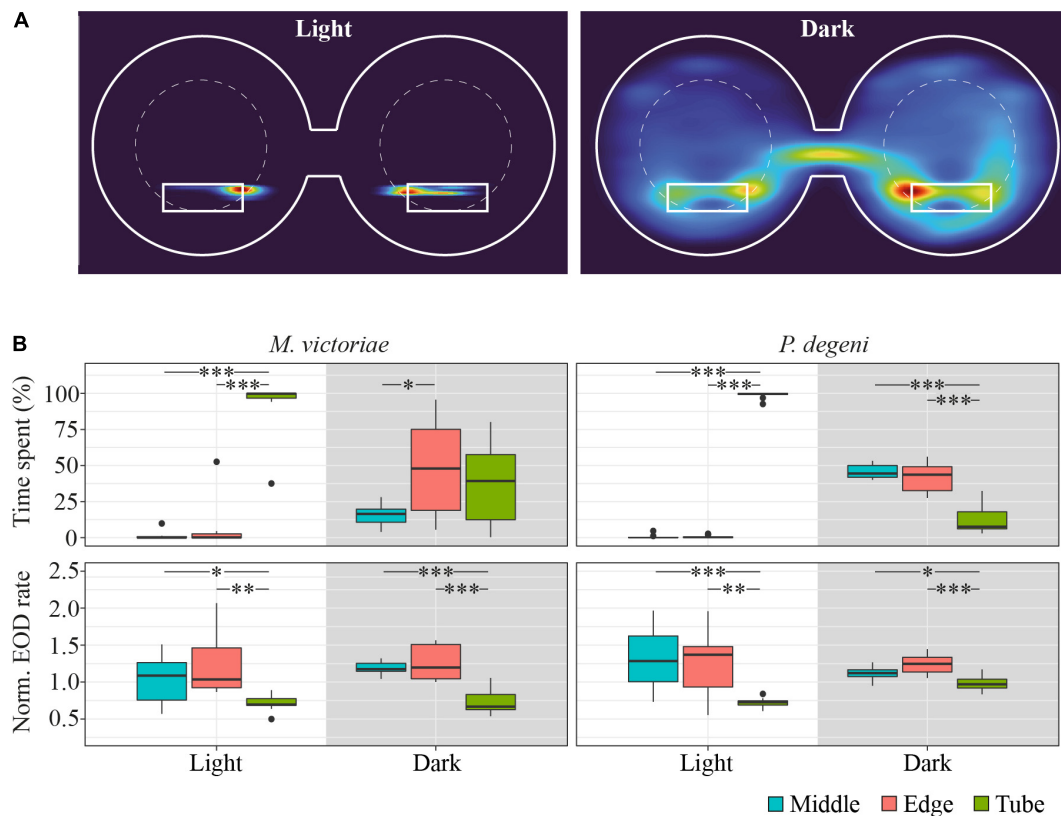 A
Light
Dark
B
M. victoriae
P. degeni
Time spent (%)
100
75
50
25
0
***
***
*
***
***
***
***
Norm. EOD rate
2.5
2.0
1.5
1.0
0.5
*
**
***
***
***
**
*
***
Light
Dark
Light
Dark
Middle
Edge
Tube